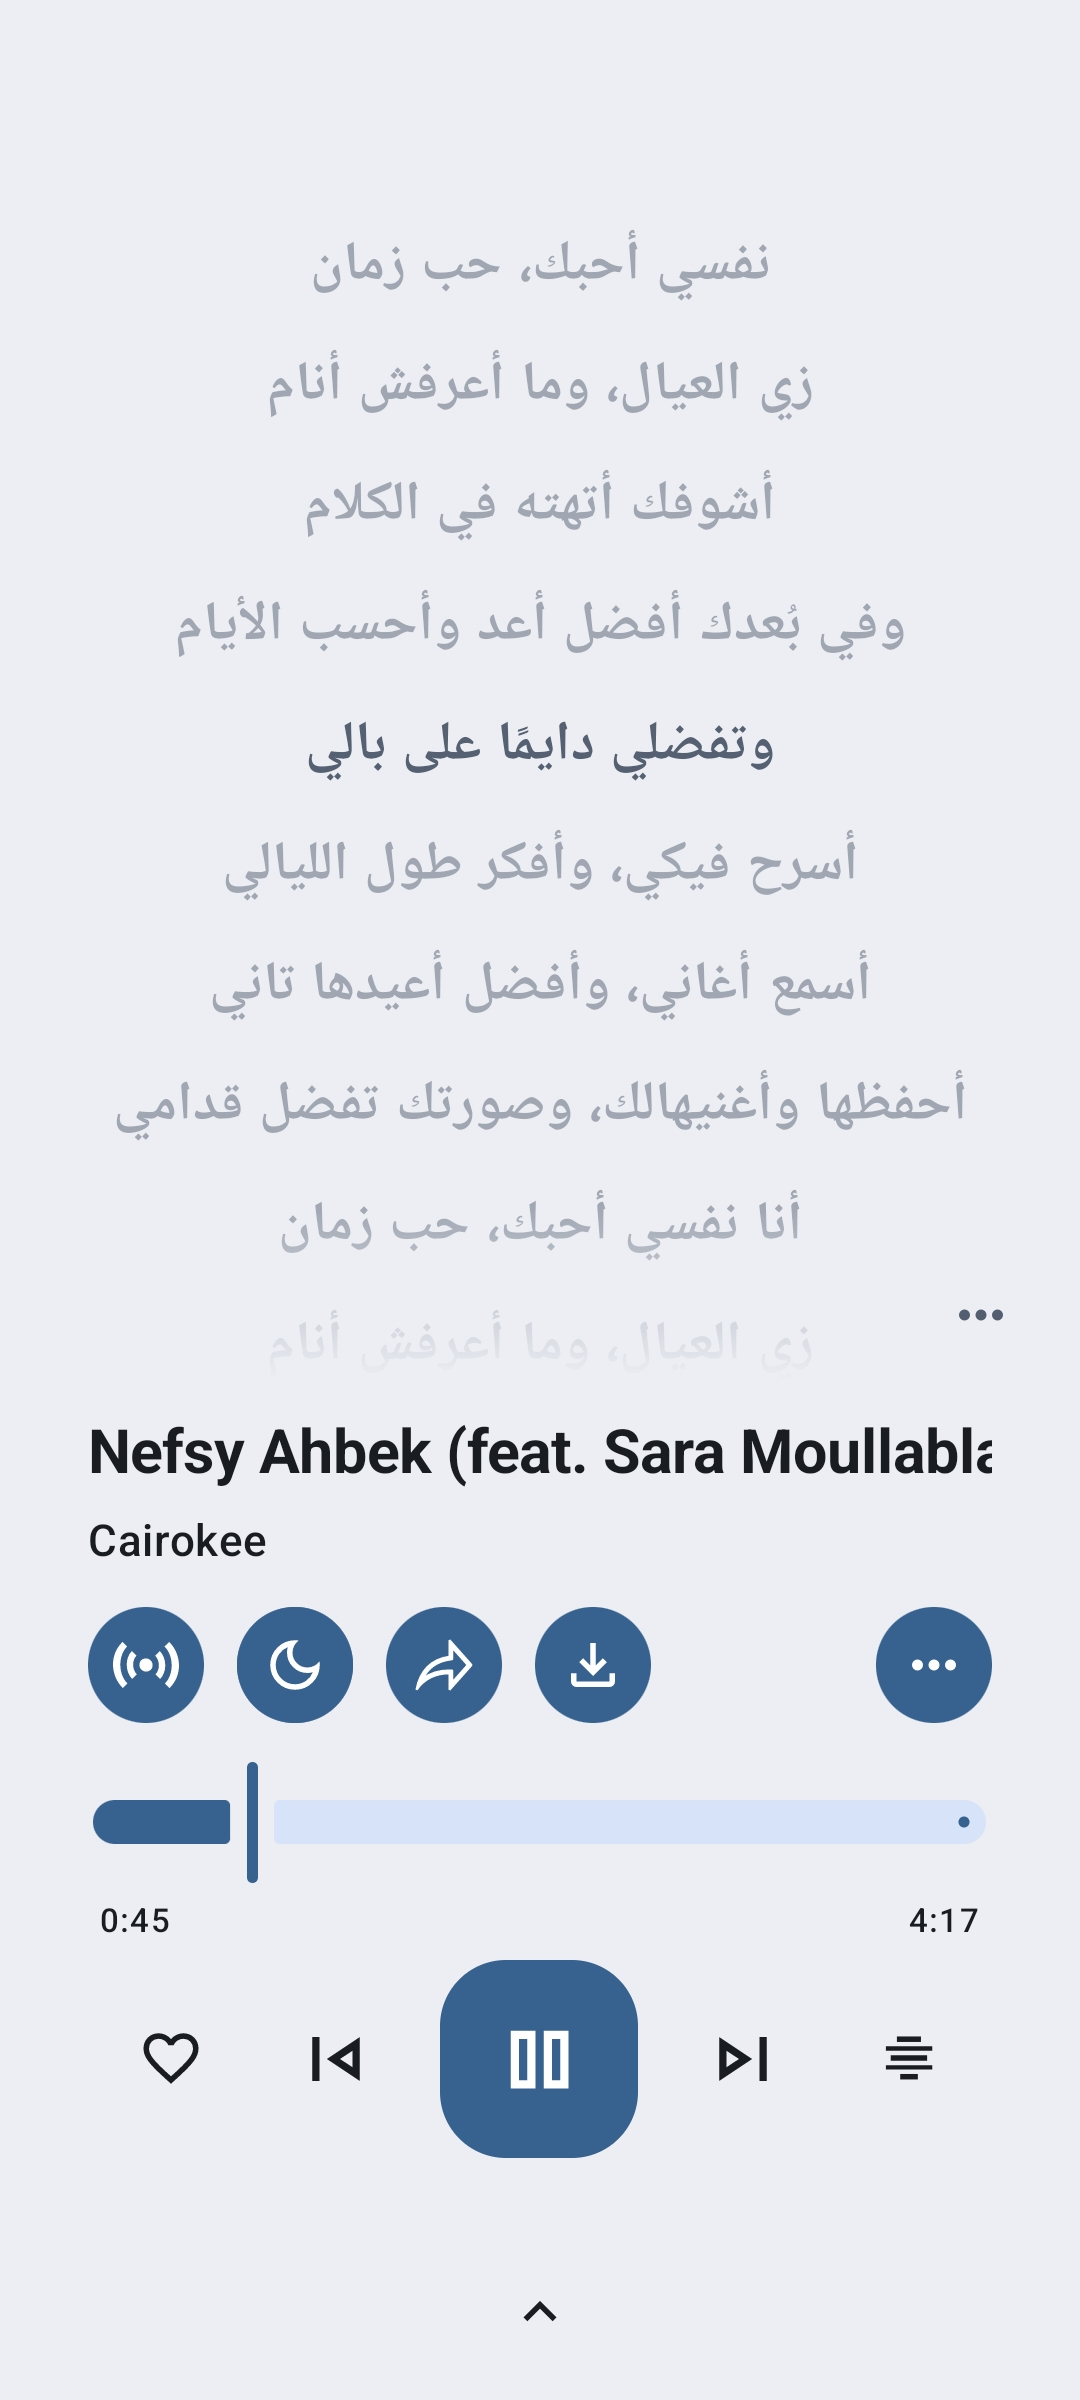 نفسي أحبك، حب زمان
زي العيال، وما أعرفش أنام
أشوفك أتهته في الكلام
وفي بُعدك أفضل أعد وأحسب الأيام
وتفضلي دايمًا على بالي
أسرح فيكي، وأفكر طول الليالي
أسمع أغاني، وأفضل أعيدها تاني
أحفظها وأغنيهالك، وصورتك تفضل قدامي
أنا نفسي أحبك، حب زمان
زي العيال، وما أعرفش أنام
Nefsy Ahbek (feat. Sara Moullabla
Cairokee
0:45
4:17